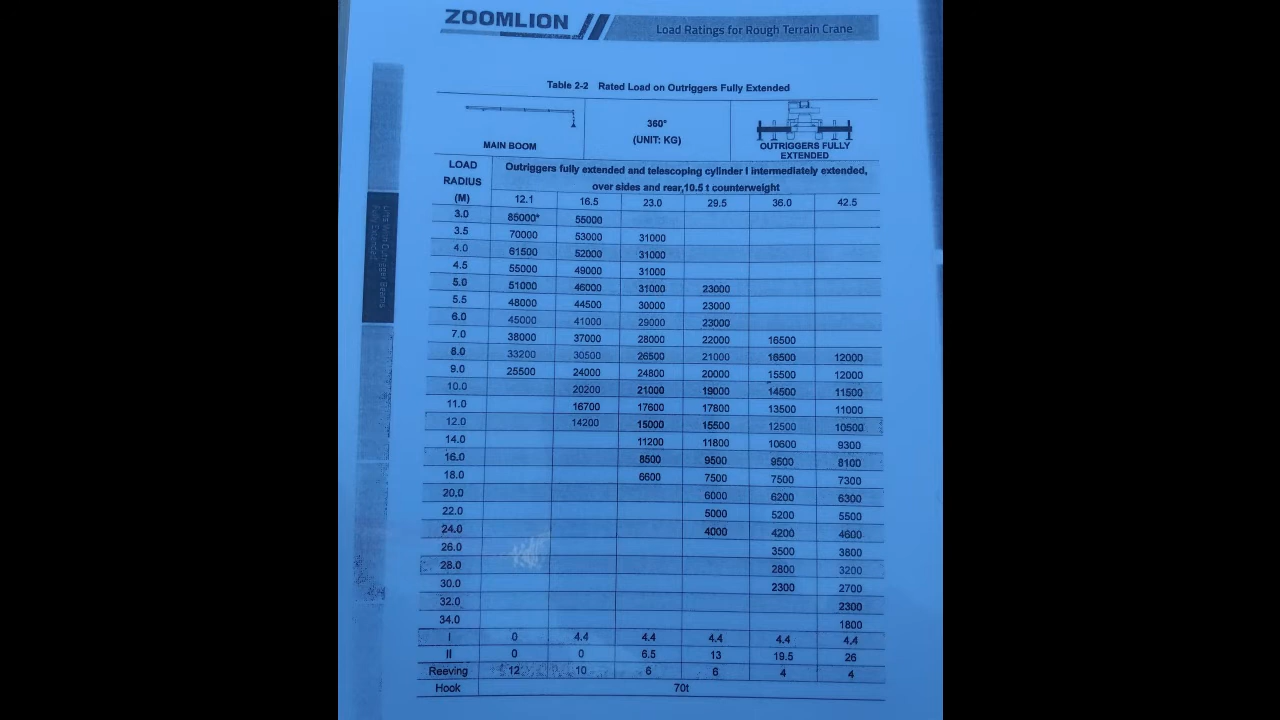 ZOOMLION
Load Ratings for Rough Terrain Crane
Table 2-2 Rated Load on Outriggers Fully Extended
MAIN BOOM
360°
(UNIT: KG)
OUTRIGGERS FULLY
EXTENDED
LOAD
RADIUS
(M)
Outriggers fully extended and telescoping cylinder I intermediately extended,
over sides and rear,10.5 t counterweight
12.1 16.5 23.0 29.5 36.0 42.5
3.0 85000* 55000
3.5 70000 53000 31000
4.0 61500 52000 31000
4.5 55000 49000 31000
5.0 51000 46000 31000 23000
5.5 48000 44500 30000 23000
6.0 45000 41000 29000 23000
7.0 38000 37000 28000 22000 16500
8.0 33200 30500 26500 21000 16500 12000
9.0 25500 24000 24800 20000 15500 12000
10.0 20200 21000 19000 14500 11500
11.0 16700 17600 17800 13500 11000
12.0 14200 15000 15500 12500 10500
14.0 11200 11800 10600 9300
16.0 8500 9500 9500 8100
18.0 6600 7500 7500 7300
20.0 6000 6200 6300
22.0 5000 5200 5500
24.0 4000 4200 4600
26.0 3500 3800
28.0 2800 3200
30.0 2300 2700
32.0 2300
34.0 1800
I 0 4.4 4.4 4.4 4.4 4.4
II 0 0 6.5 13 19.5 26
Reeving 12 10 6 6 4 4
Hook 70t